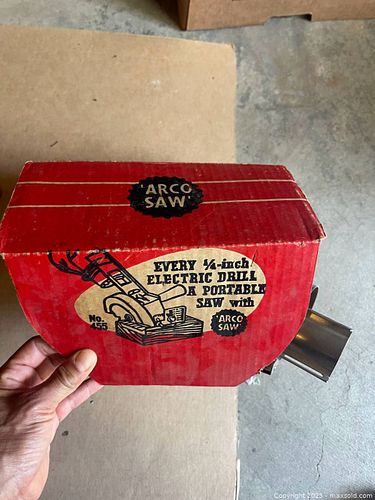 'ARCO
SAW'
EVERY ¼-inch
ELECTRIC DRILL
A PORTABLE
SAW with
'ARCO
SAW'
No.
455
Copyright 2023 - maxsold.com